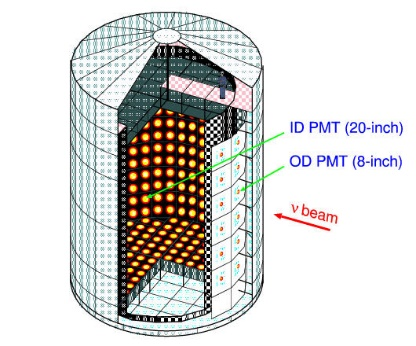 ID PMT (20-inch)
OD PMT (8-inch)
ν beam